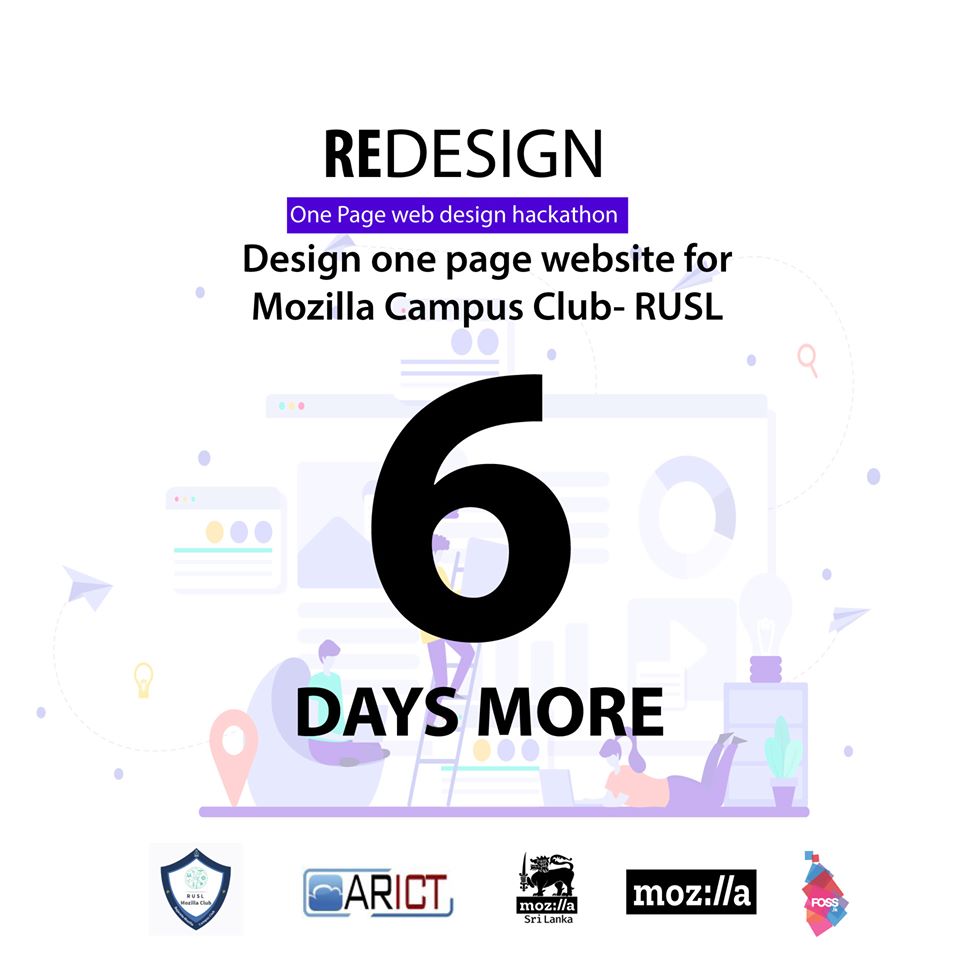 REDESIGN
One Page web design hackathon
Design one page website for
Mozilla Campus Club- RUSL
6
DAYS MORE
RUSL
Mozilla Club
ARICT
moz://a
Sri Lanka
moz://a
FOSS